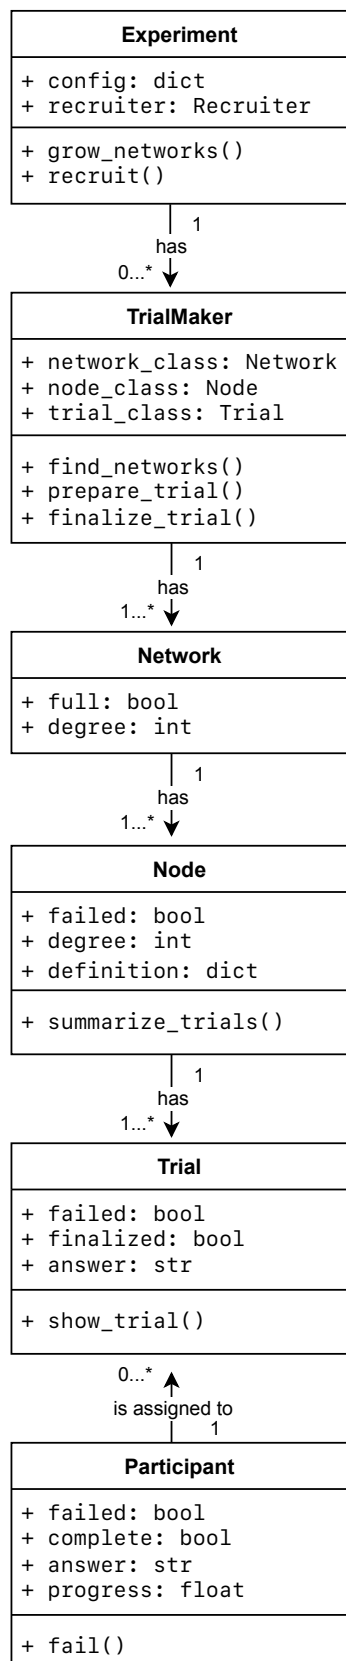 Experiment
+ config: dict
+ recruiter: Recruiter
+ grow_networks()
+ recruit()
1
has
0...*
TrialMaker
+ network_class: Network
+ node_class: Node
+ trial_class: Trial
+ find_networks()
+ prepare_trial()
+ finalize_trial()
1
has
1...*
Network
+ full: bool
+ degree: int
1
has
1...*
Node
+ failed: bool
+ degree: int
+ definition: dict
+ summarize_trials()
1
has
1...*
Trial
+ failed: bool
+ finalized: bool
+ answer: str
+ show_trial()
0...*
is assigned to
1
Participant
+ failed: bool
+ complete: bool
+ answer: str
+ progress: float
+ fail()